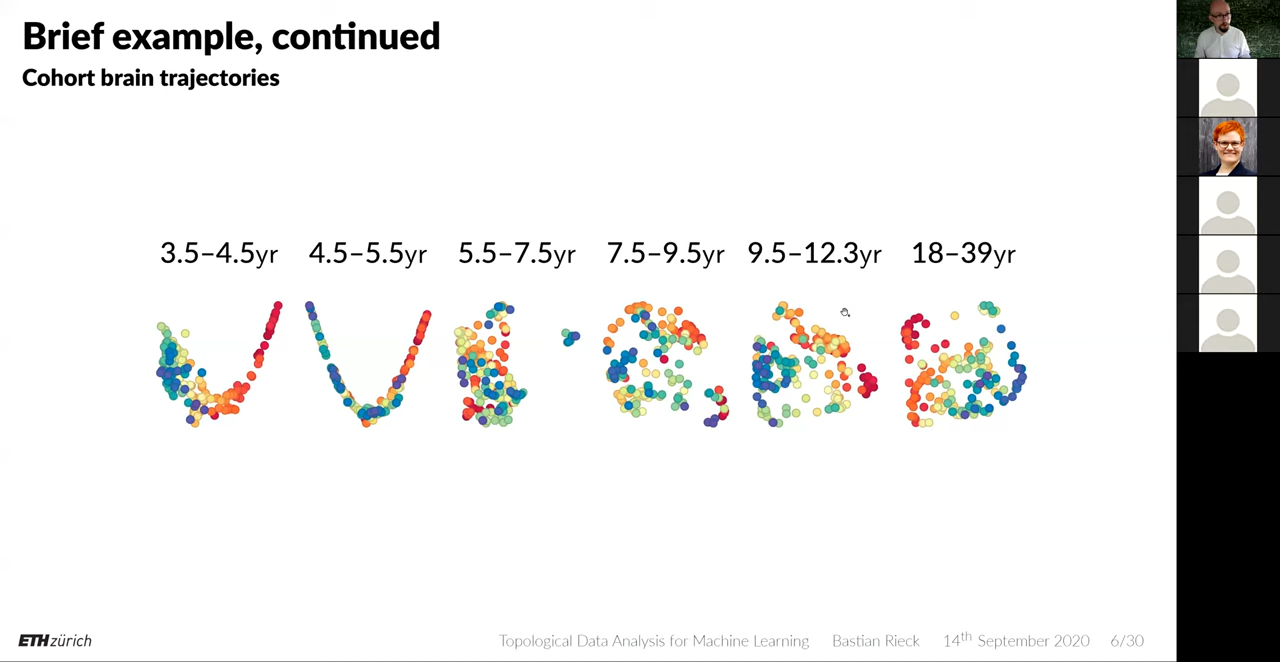 Brief example, continued
Cohort brain trajectories
3.5–4.5yr 4.5–5.5yr 5.5–7.5yr 7.5–9.5yr 9.5–12.3yr 18–39yr
ETH zürich Topological Data Analysis for Machine Learning Bastian Rieck 14th September 2020 6/30